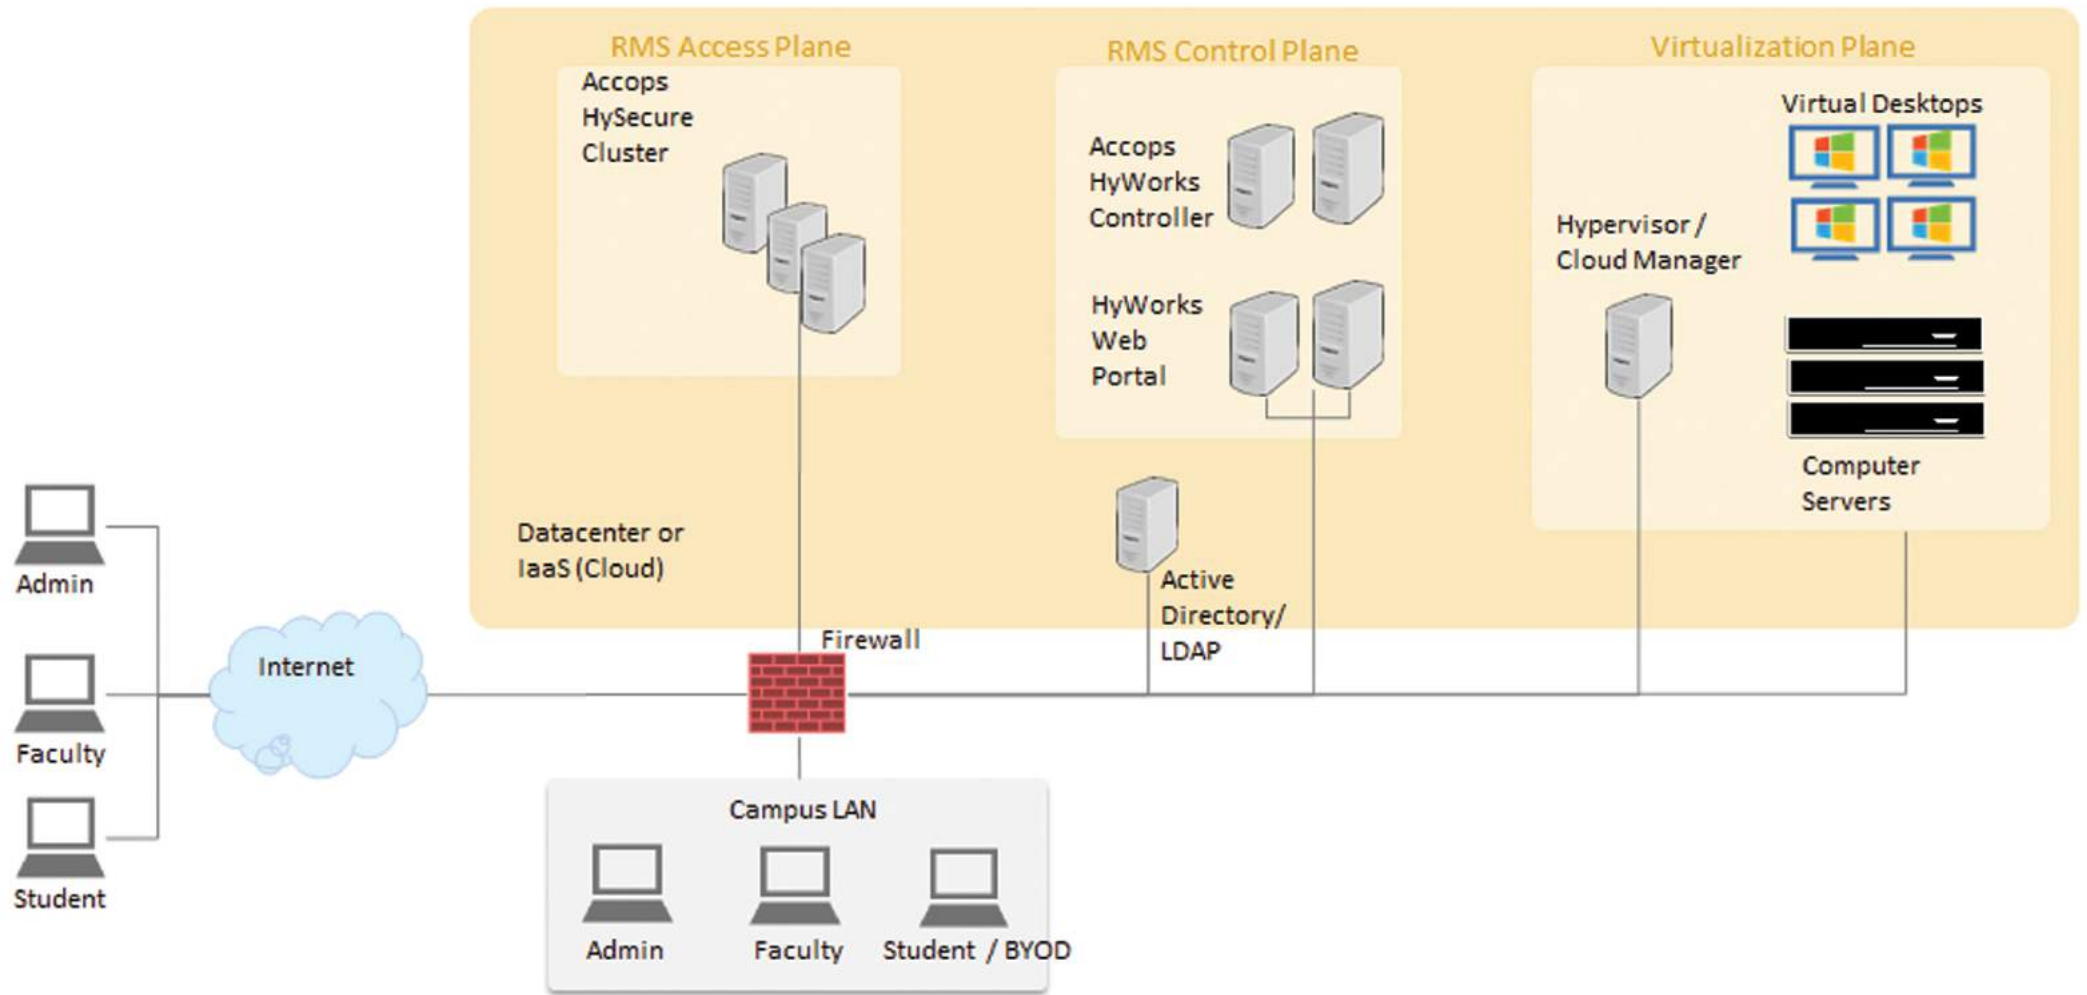 RMS Access Plane
Accops
HySecure
Cluster
RMS Control Plane
Accops
HyWorks
Controller
HyWorks
Web
Portal
Virtualization Plane
Virtual Desktops
Hypervisor /
Cloud Manager
Computer
Servers
Datacenter or
IaaS (Cloud)
Active
Directory/
LDAP
Firewall
Admin
Internet
Faculty
Student
Campus LAN
Admin
Faculty
Student / BYOD